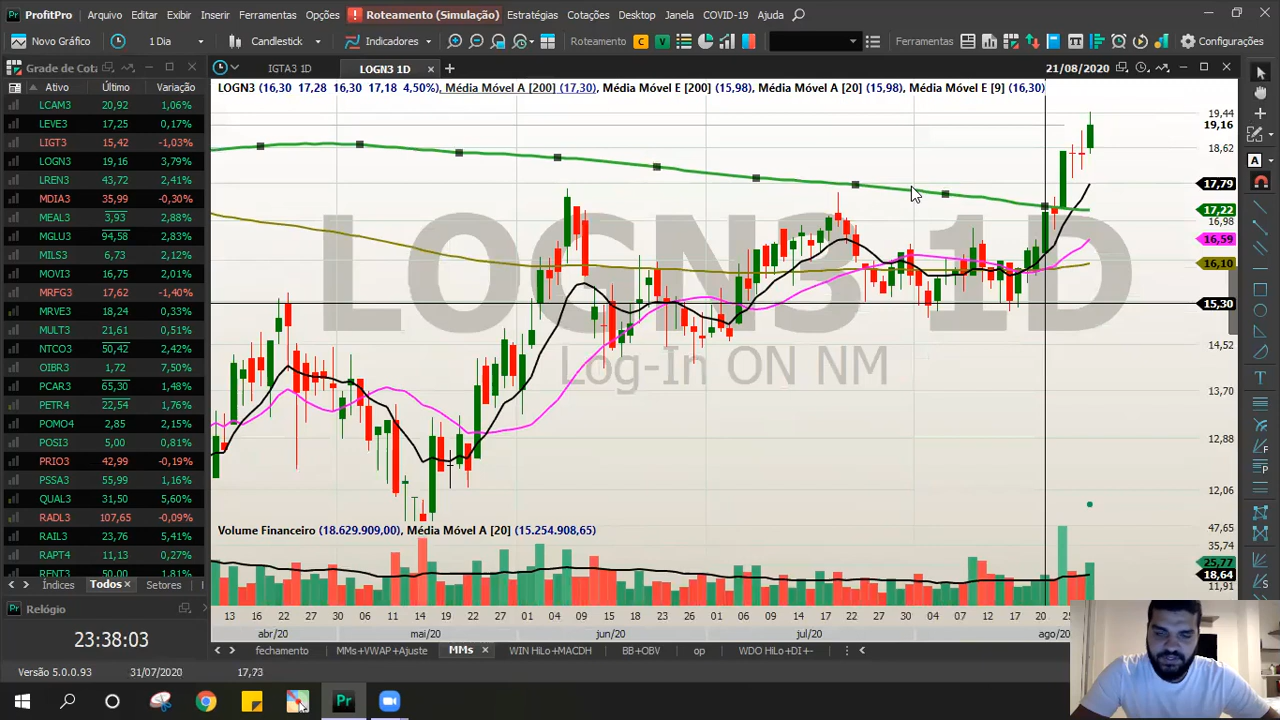 ProfitPro Arquivo Exibir Inserir Ferramentas Opções Roteamento (Simulação) Estratégias Cotações Desktop Janela COVID-19 Ajuda
Novo Gráfico 1 Dia Candlestick Indicadores Roteamento C V Ferramentas Configurações
Grade de Cota IGTA3 1D LOGN3 1D 21/08/2020
Ativo Último Variação
LCAM3 20,92 1,06%
LEVE3 17,25 0,17%
LIGT3 15,42 -1,03%
LOGN3 19,16 3,79%
LREN3 43,72 2,41%
MDIA3 35,99 -0,30%
MEAL3 3,93 2,88%
MGLU3 94,58 2,83%
MILS3 6,73 2,12%
MOVI3 16,75 2,01%
MRFG3 17,62 -1,40%
MRVE3 18,24 0,33%
MULT3 21,61 0,51%
NTCO3 50,42 2,42%
OIBR3 1,72 7,50%
PCAR3 65,30 1,48%
PETR4 22,54 1,76%
POMO4 2,85 2,15%
POSI3 5,00 0,81%
PRIO3 42,99 -0,19%
PSSA3 55,99 1,16%
QUAL3 31,50 5,60%
RADL3 107,65 -0,09%
RAIL3 23,76 5,41%
RAPT4 11,13 0,27%
RENT3 50,00 1,81%
Índices Todos Setores
Relógio
23:38:03
Versão 5.0.0.93 31/07/2020 17,73
LOGN3 (16,30 17,28 16,30 17,18 4,50%), Média Móvel A [200] (17,30), Média Móvel E [200] (15,98), Média Móvel A [20] (15,98), Média Móvel E [9] (16,30)
LOGN3 1D
Log-In ON NM
19,44
19,16
18,62
17,79
17,22
16,98
16,59
16,10
15,30
14,52
13,70
12,88
12,06
Volume Financeiro (18.629.909,00), Média Móvel A [20] (15.254.908,65)
47,65
35,74
25,77
18,64
11,91
13 16 22 27 30 05 08 14 19 22 27 01 04 09 15 18 23 26 01 06 09 14 17 22 27 30 04 07 12 17 20
abr/20 mai/20 jun/20 jul/20
fechamento MMs+VWAP+Ajuste MMs WIN HiLo+MACDH BB+OBV op WDO HiLo+DI+-
Pr